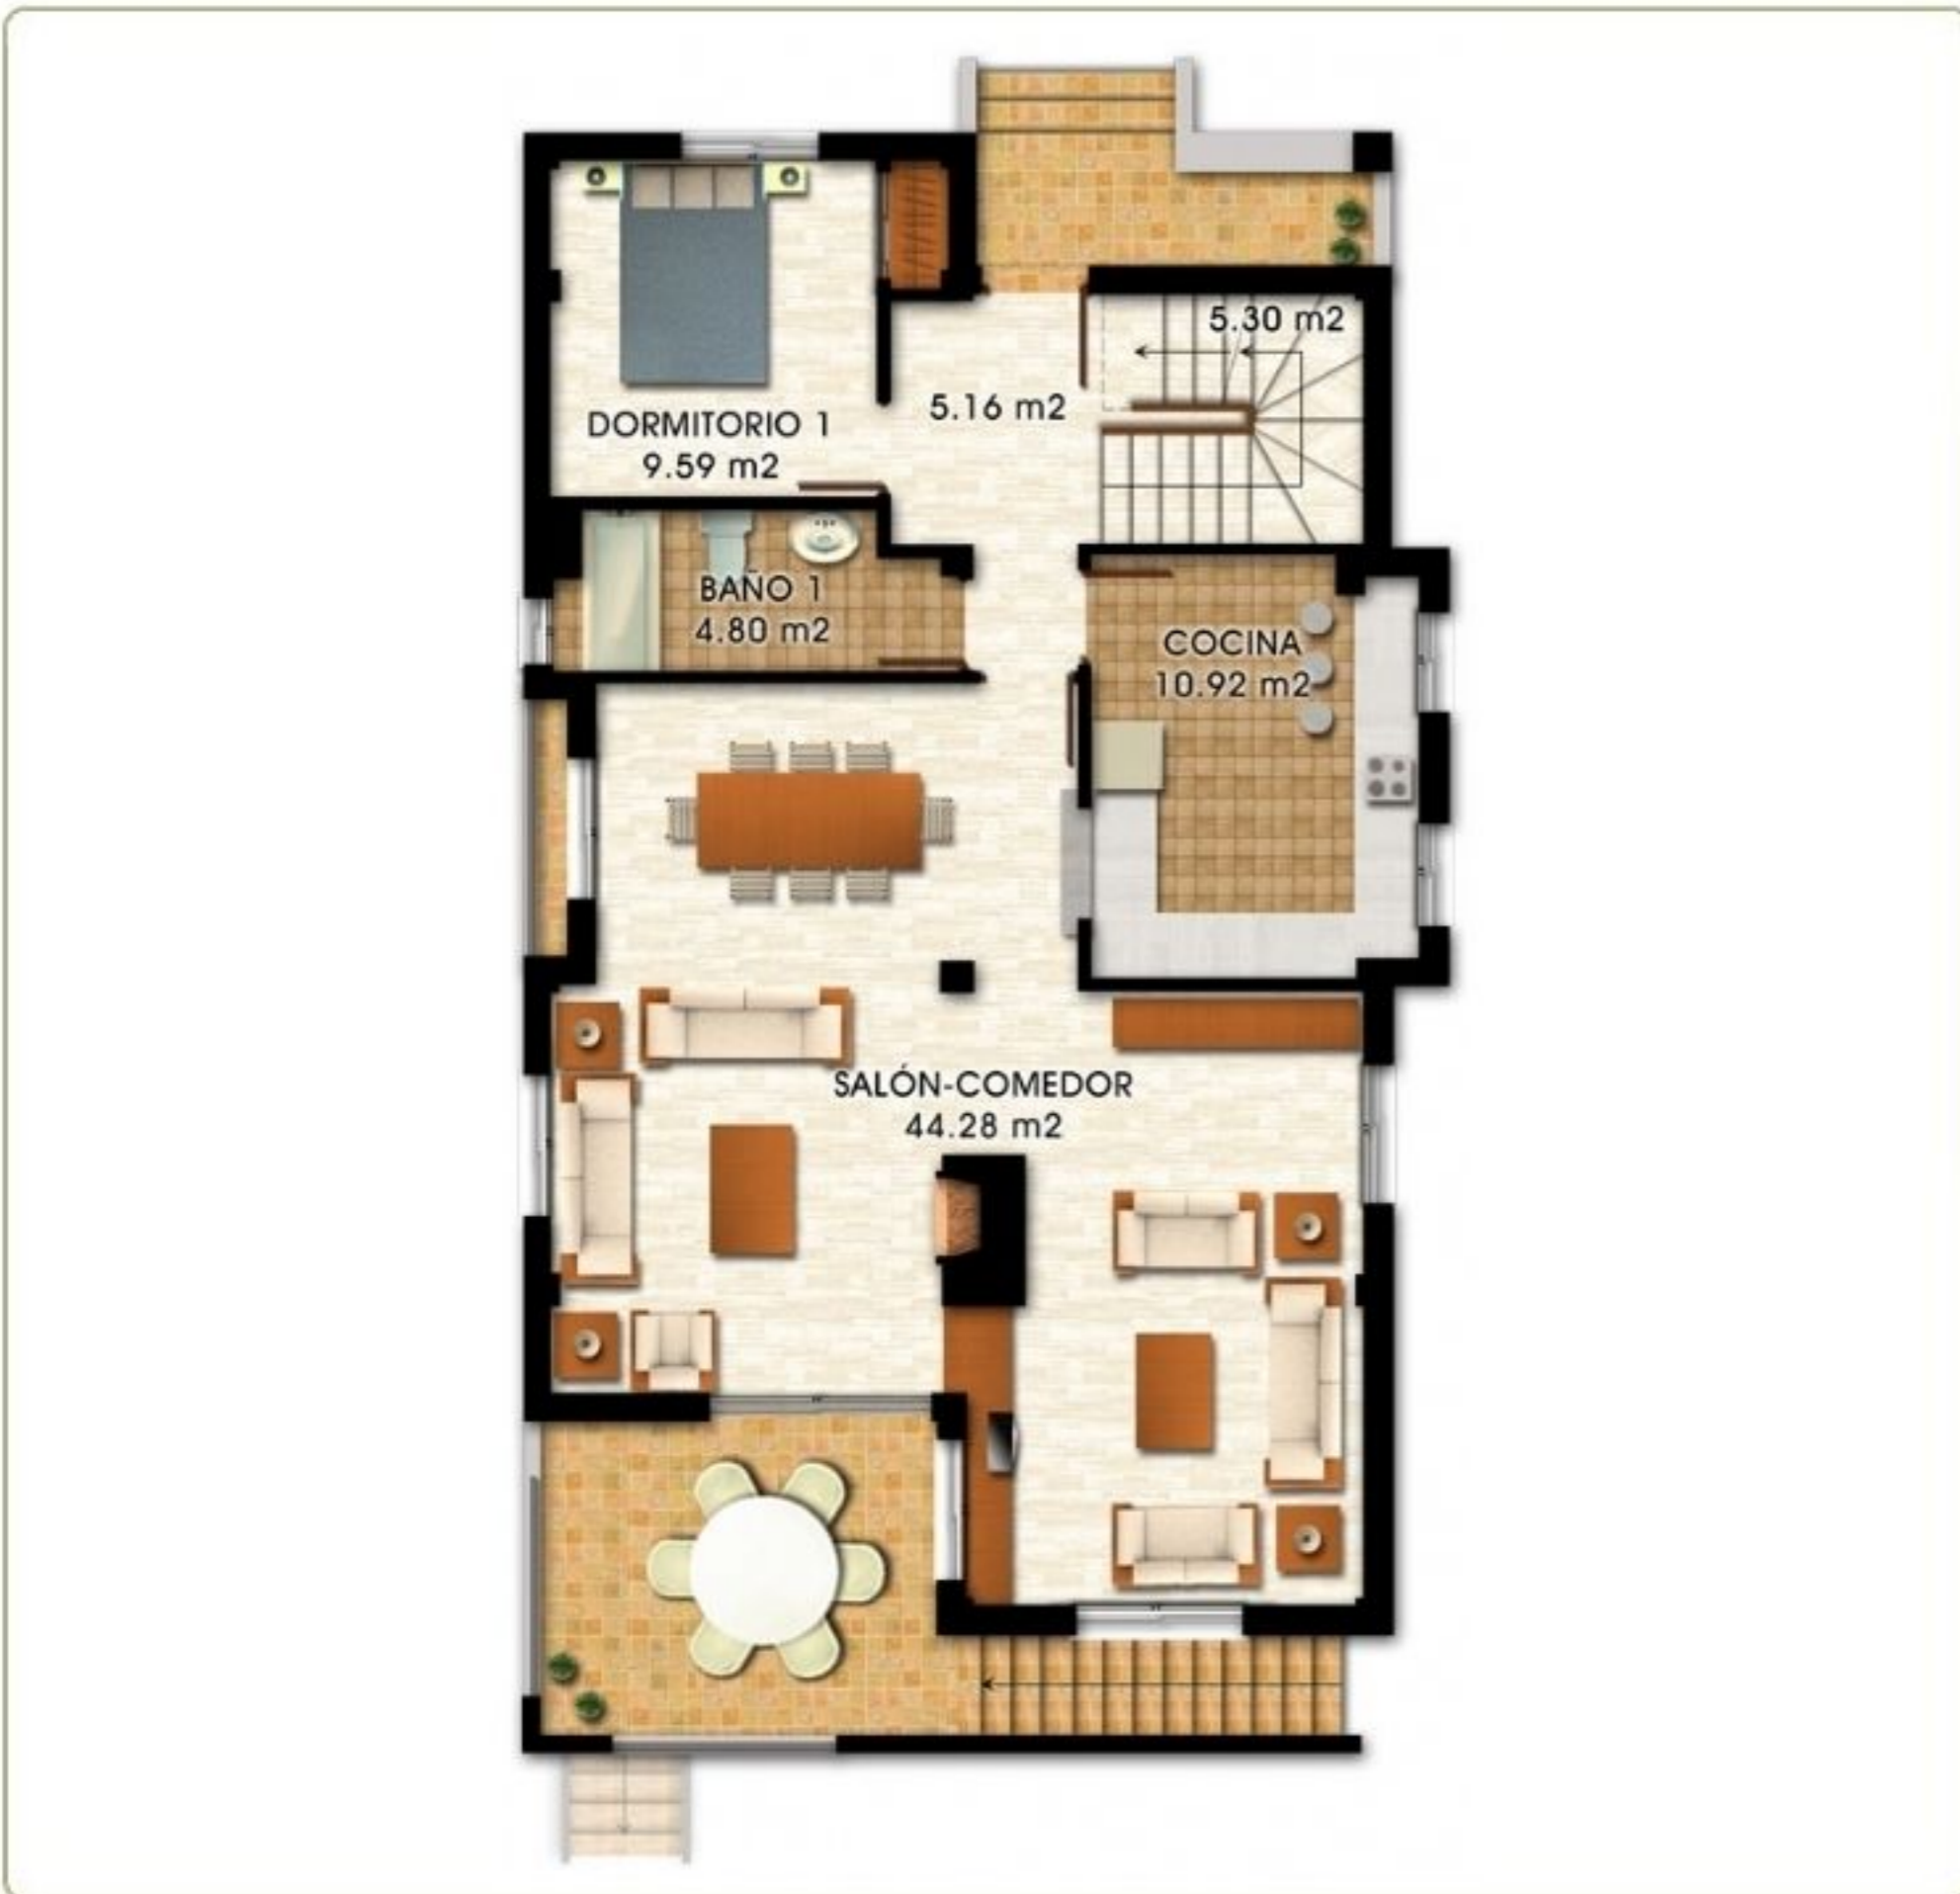 5.30 m2
5.16 m2
DORMITORIO 1
9.59 m2
BAÑO 1
4.80 m2
COCINA
10.92 m2
SALÓN-COMEDOR
44.28 m2